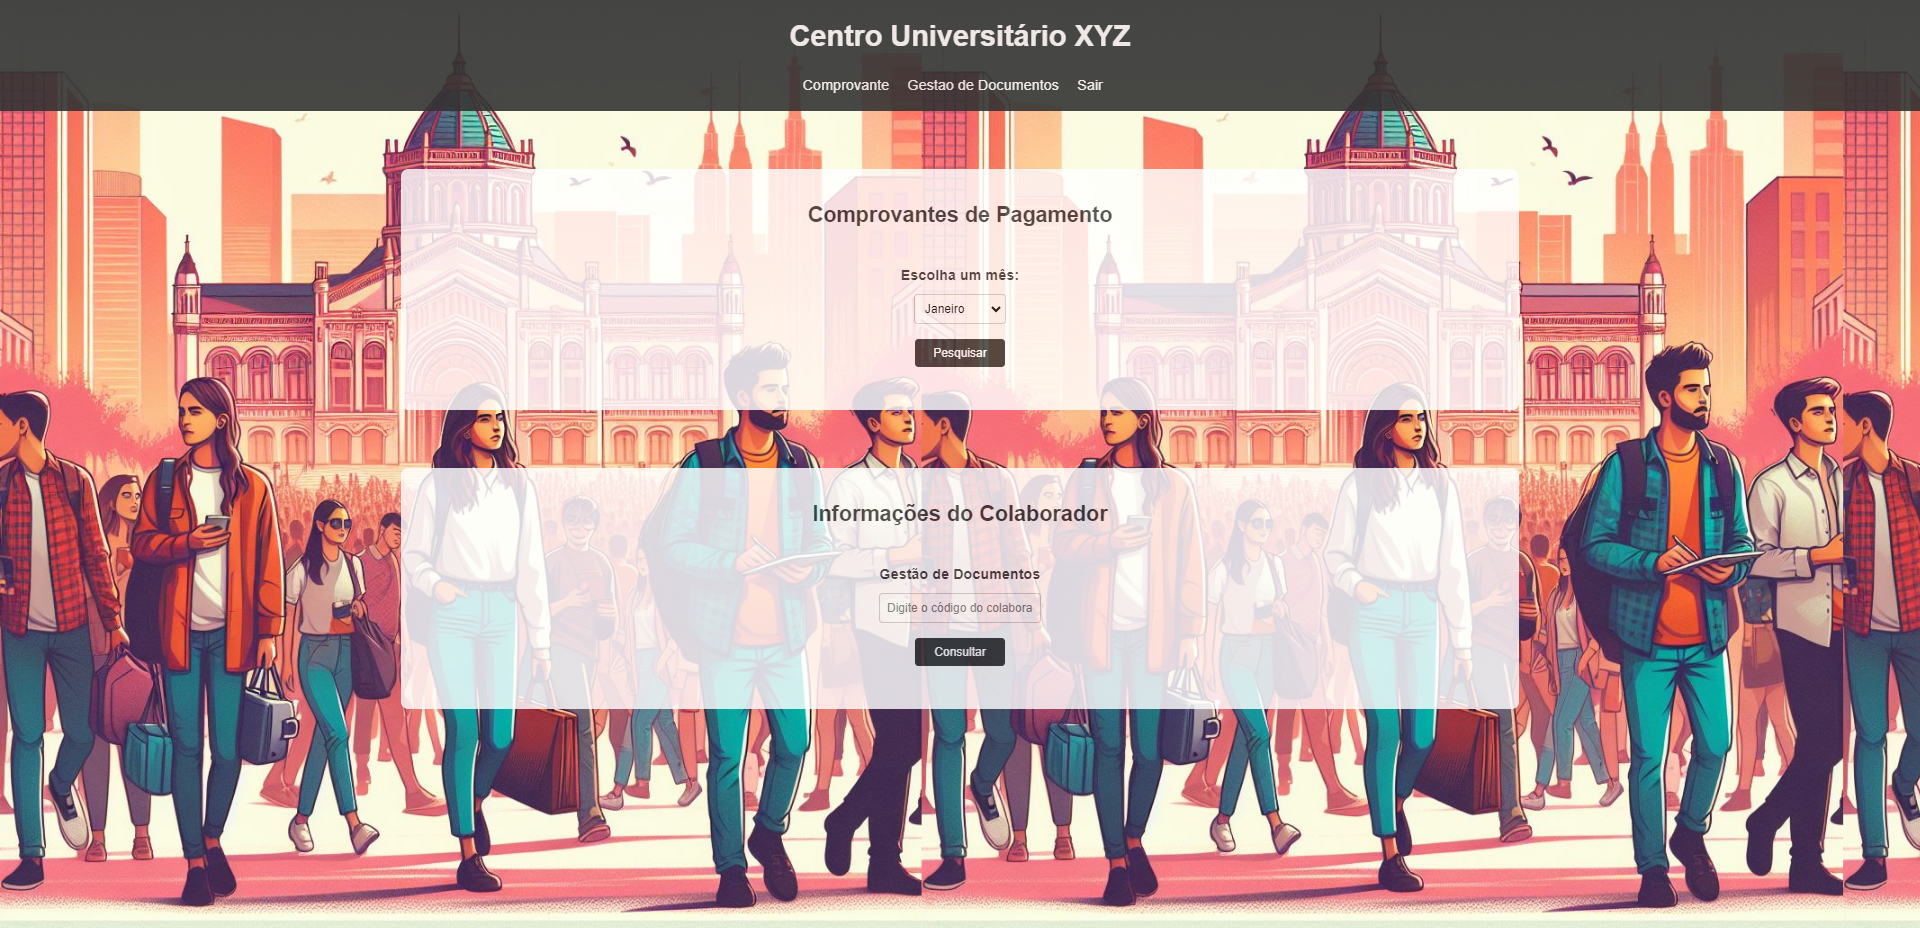 Centro Universitário XYZ
Comprovante Gestao de Documentos Sair
Comprovantes de Pagamento
Escolha um mês:
Janeiro
Pesquisar
Informações do Colaborador
Gestão de Documentos
Digite o código do colabora
Consultar